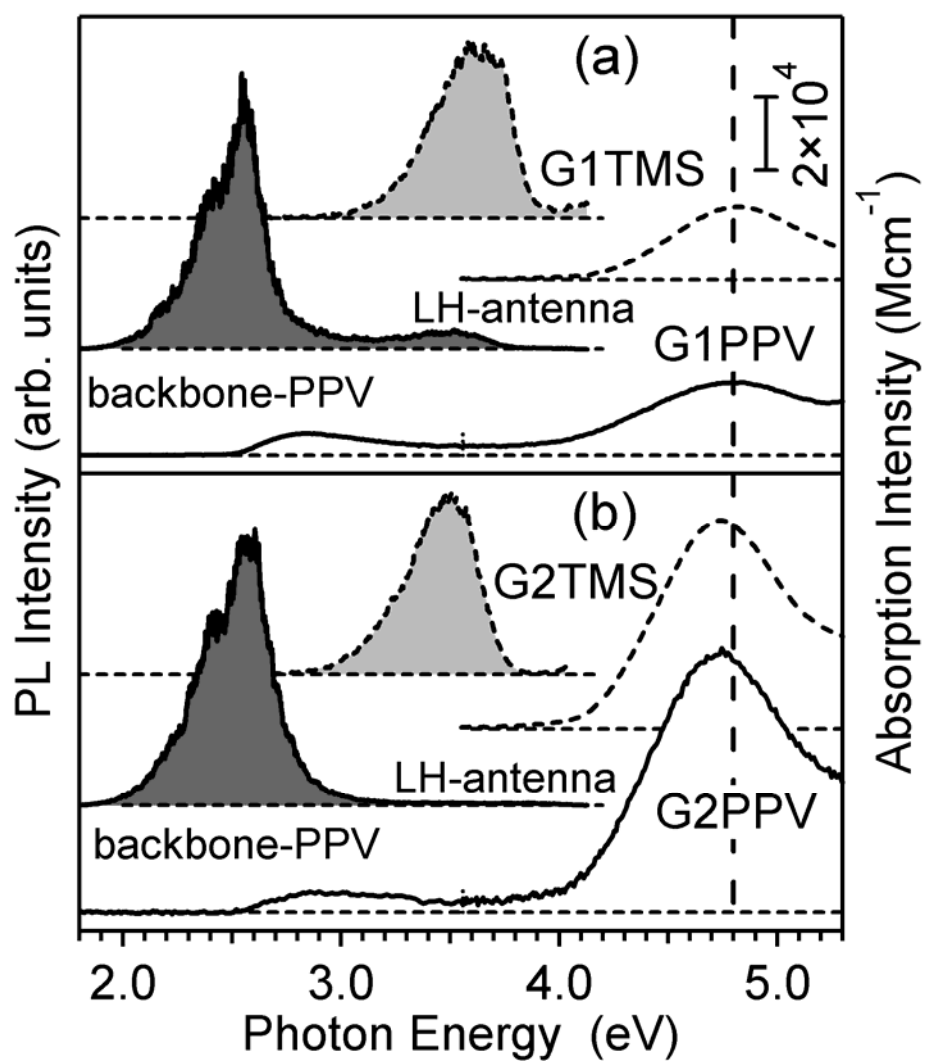 (a)
2×10⁴
G1TMS
LH-antenna
G1PPV
backbone-PPV
(b)
G2TMS
LH-antenna
G2PPV
backbone-PPV
PL Intensity (arb. units)
Absorption Intensity (Mcm⁻¹)
2.0 3.0 4.0 5.0
Photon Energy (eV)